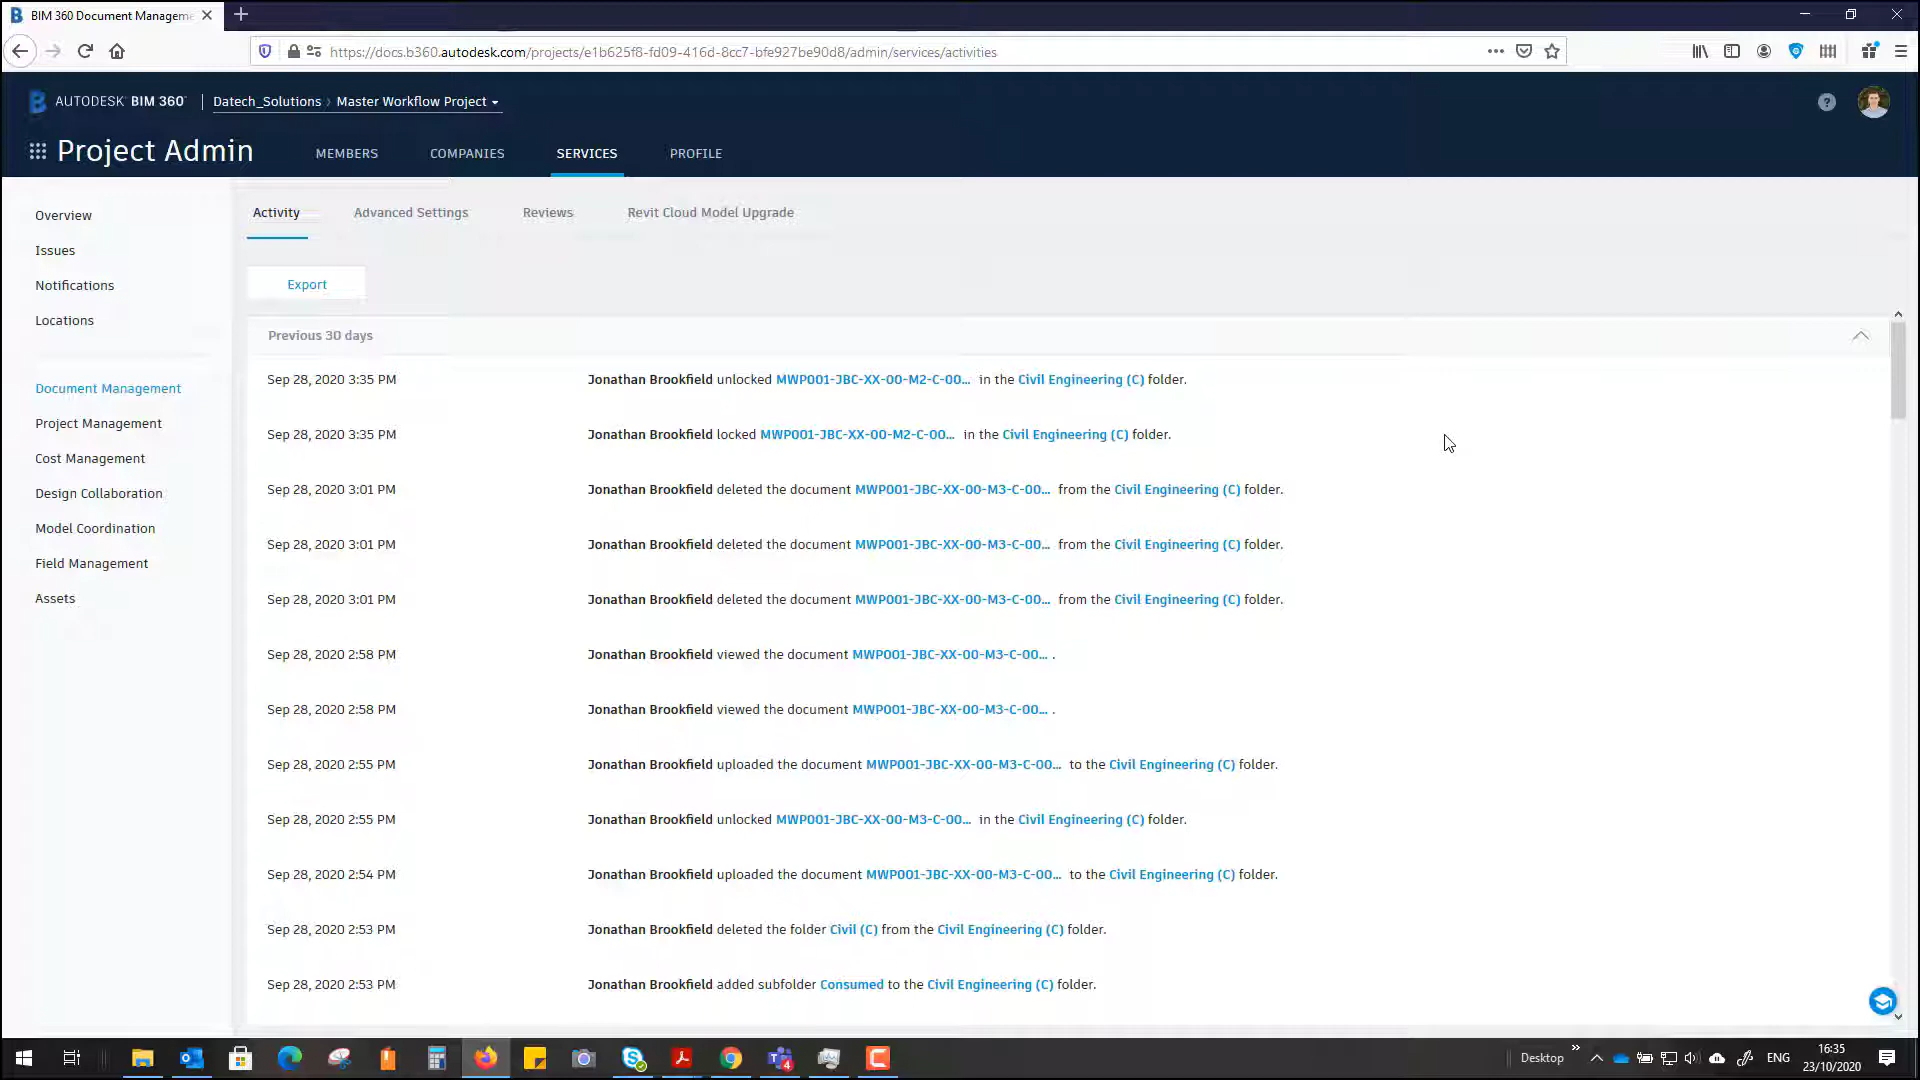 BIM 360 Document Manageme
https://docs.b360.autodesk.com/projects/e1b625f8-fd09-416d-8cc7-bfe927be90d8/admin/services/activities
AUTODESK BIM 360 Datech_Solutions › Master Workflow Project
Project Admin MEMBERS COMPANIES SERVICES PROFILE
Overview
Issues
Notifications
Locations
Document Management
Project Management
Cost Management
Design Collaboration
Model Coordination
Field Management
Assets
Activity Advanced Settings Reviews Revit Cloud Model Upgrade
Export
Previous 30 days
Sep 28, 2020 3:35 PM Jonathan Brookfield unlocked MWP001-JBC-XX-00-M2-C-00... in the Civil Engineering (C) folder.
Sep 28, 2020 3:35 PM Jonathan Brookfield locked MWP001-JBC-XX-00-M2-C-00... in the Civil Engineering (C) folder.
Sep 28, 2020 3:01 PM Jonathan Brookfield deleted the document MWP001-JBC-XX-00-M3-C-00... from the Civil Engineering (C) folder.
Sep 28, 2020 3:01 PM Jonathan Brookfield deleted the document MWP001-JBC-XX-00-M3-C-00... from the Civil Engineering (C) folder.
Sep 28, 2020 3:01 PM Jonathan Brookfield deleted the document MWP001-JBC-XX-00-M3-C-00... from the Civil Engineering (C) folder.
Sep 28, 2020 2:58 PM Jonathan Brookfield viewed the document MWP001-JBC-XX-00-M3-C-00... .
Sep 28, 2020 2:58 PM Jonathan Brookfield viewed the document MWP001-JBC-XX-00-M3-C-00... .
Sep 28, 2020 2:55 PM Jonathan Brookfield uploaded the document MWP001-JBC-XX-00-M3-C-00... to the Civil Engineering (C) folder.
Sep 28, 2020 2:55 PM Jonathan Brookfield unlocked MWP001-JBC-XX-00-M3-C-00... in the Civil Engineering (C) folder.
Sep 28, 2020 2:54 PM Jonathan Brookfield uploaded the document MWP001-JBC-XX-00-M3-C-00... to the Civil Engineering (C) folder.
Sep 28, 2020 2:53 PM Jonathan Brookfield deleted the folder Civil (C) from the Civil Engineering (C) folder.
Sep 28, 2020 2:53 PM Jonathan Brookfield added subfolder Consumed to the Civil Engineering (C) folder.
Desktop » ENG 16:35
23/10/2020